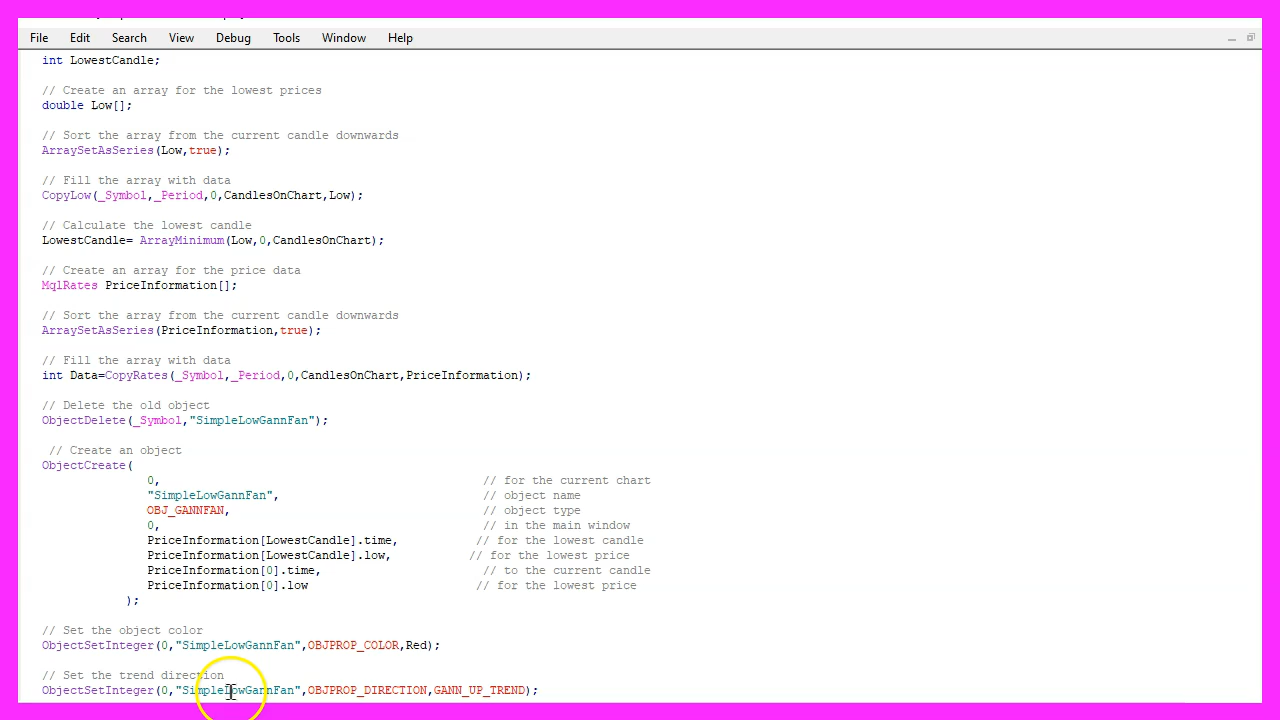 File Edit Search View Debug Tools Window Help
int LowestCandle;
// Create an array for the lowest prices
double Low[];
// Sort the array from the current candle downwards
ArraySetAsSeries(Low,true);
// Fill the array with data
CopyLow(_Symbol,_Period,0,CandlesOnChart,Low);
// Calculate the lowest candle
LowestCandle= ArrayMinimum(Low,0,CandlesOnChart);
// Create an array for the price data
MqlRates PriceInformation[];
// Sort the array from the current candle downwards
ArraySetAsSeries(PriceInformation,true);
// Fill the array with data
int Data=CopyRates(_Symbol,_Period,0,CandlesOnChart,PriceInformation);
// Delete the old object
ObjectDelete(_Symbol,"SimpleLowGannFan");
// Create an object
ObjectCreate(
0, // for the current chart
"SimpleLowGannFan", // object name
OBJ_GANNFAN, // object type
0, // in the main window
PriceInformation[LowestCandle].time, // for the lowest candle
PriceInformation[LowestCandle].low, // for the lowest price
PriceInformation[0].time, // to the current candle
PriceInformation[0].low // for the lowest price
);
// Set the object color
ObjectSetInteger(0,"SimpleLowGannFan",OBJPROP_COLOR,Red);
// Set the trend direction
ObjectSetInteger(0,"SimpleLowGannFan",OBJPROP_DIRECTION,GANN_UP_TREND);